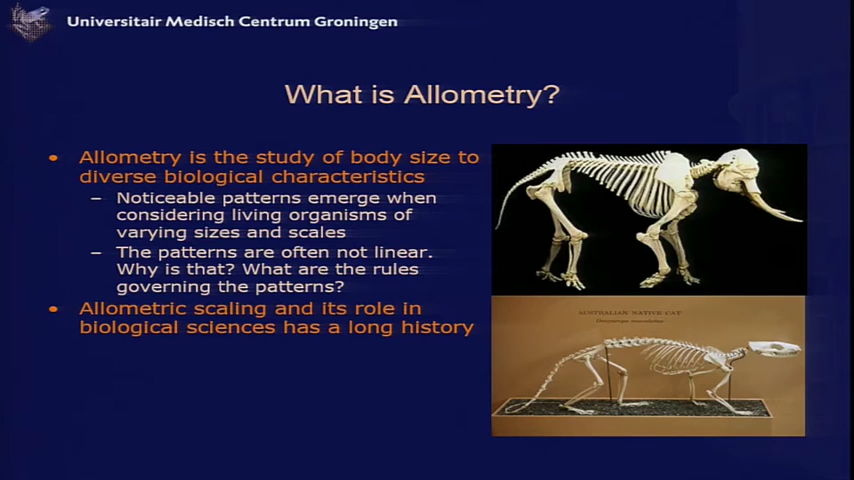 Universitair Medisch Centrum Groningen
What is Allometry?
• Allometry is the study of body size to
diverse biological characteristics
– Noticeable patterns emerge when
considering living organisms of
varying sizes and scales
– The patterns are often not linear.
Why is that? What are the rules
governing the patterns?
• Allometric scaling and its role in
biological sciences has a long history
AUSTRALIAN NATIVE CAT